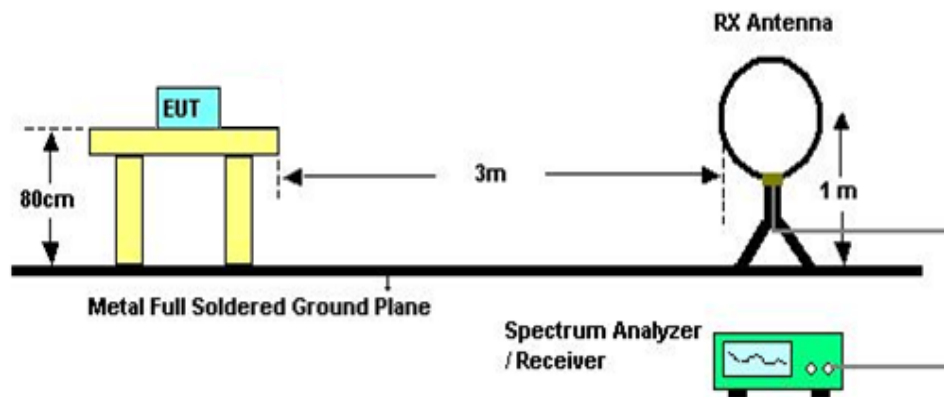 RX Antenna
EUT
80cm
3m
1 m
Metal Full Soldered Ground Plane
Spectrum Analyzer
/ Receiver